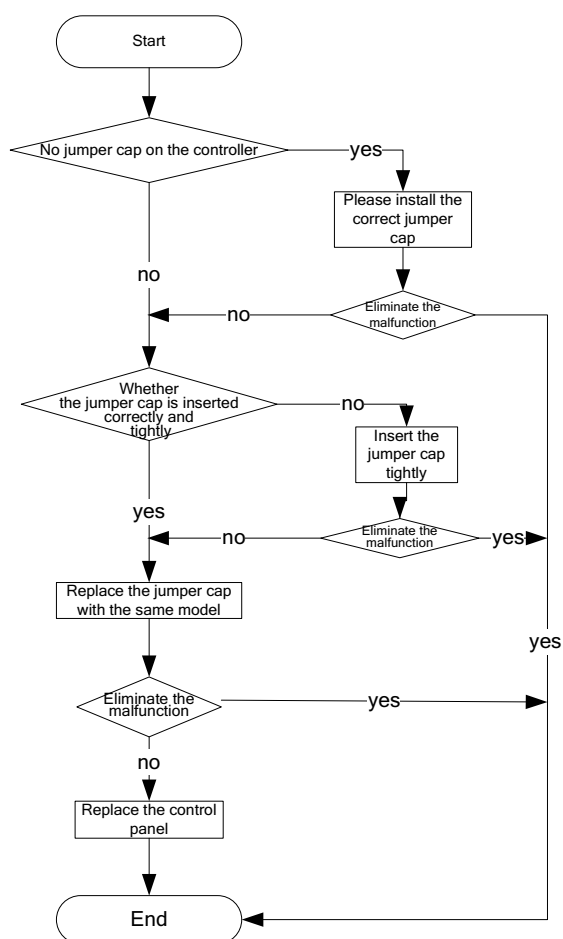 Start
No jumper cap on the controller
yes
Please install the
correct jumper
cap
no
Eliminate the
malfunction
no
Whether
the jumper cap is inserted
correctly and
tightly
no
Insert the
jumper cap
tightly
yes
Eliminate the
malfunction
no
yes
Replace the jumper cap
with the same model
yes
Eliminate the
malfunction
yes
no
Replace the control
panel
End